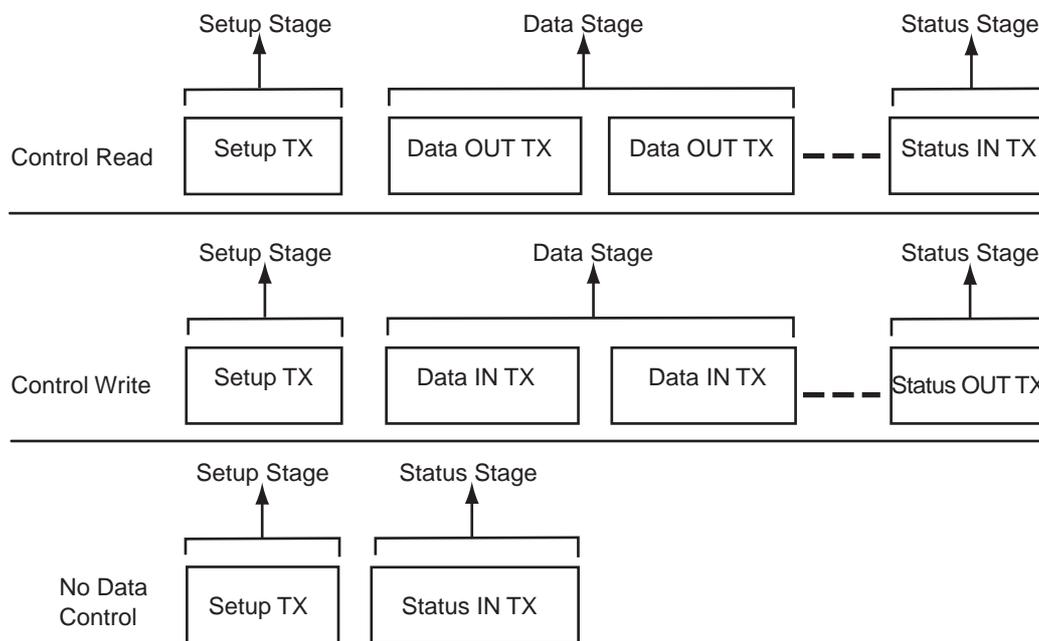 Setup Stage Data Stage Status Stage
Control Read Setup TX Data OUT TX Data OUT TX Status IN TX
Setup Stage Data Stage Status Stage
Control Write Setup TX Data IN TX Data IN TX Status OUT TX
Setup Stage Status Stage
No Data
Control
Setup TX Status IN TX